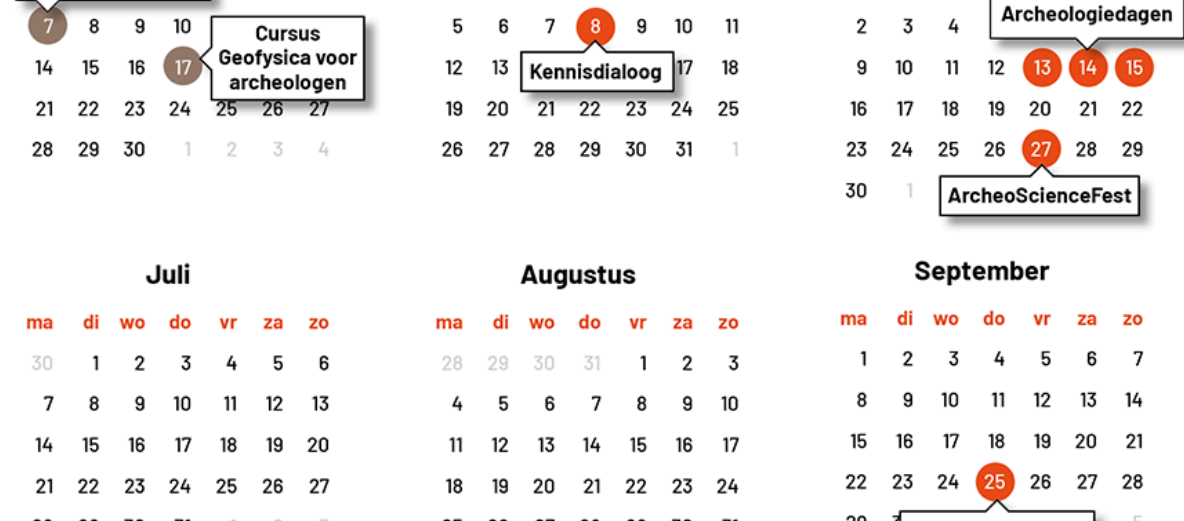 Archeologiedagen
7 8 9 10
Cursus
Geofysica voor
archeologen
14 15 16 17
21 22 23 24 25 26 27
28 29 30 1 2 3 4
5 6 7 8 9 10 11
12 13 17 18
Kennisdialoog
19 20 21 22 23 24 25
26 27 28 29 30 31 1
2 3 4
9 10 11 12 13 14 15
16 17 18 19 20 21 22
23 24 25 26 27 28 29
30 1
ArcheoScienceFest
Juli
ma di wo do vr za zo
30 1 2 3 4 5 6
7 8 9 10 11 12 13
14 15 16 17 18 19 20
21 22 23 24 25 26 27
Augustus
ma di wo do vr za zo
28 29 30 31 1 2 3
4 5 6 7 8 9 10
11 12 13 14 15 16 17
18 19 20 21 22 23 24
September
ma di wo do vr za zo
1 2 3 4 5 6 7
8 9 10 11 12 13 14
15 16 17 18 19 20 21
22 23 24 25 26 27 28